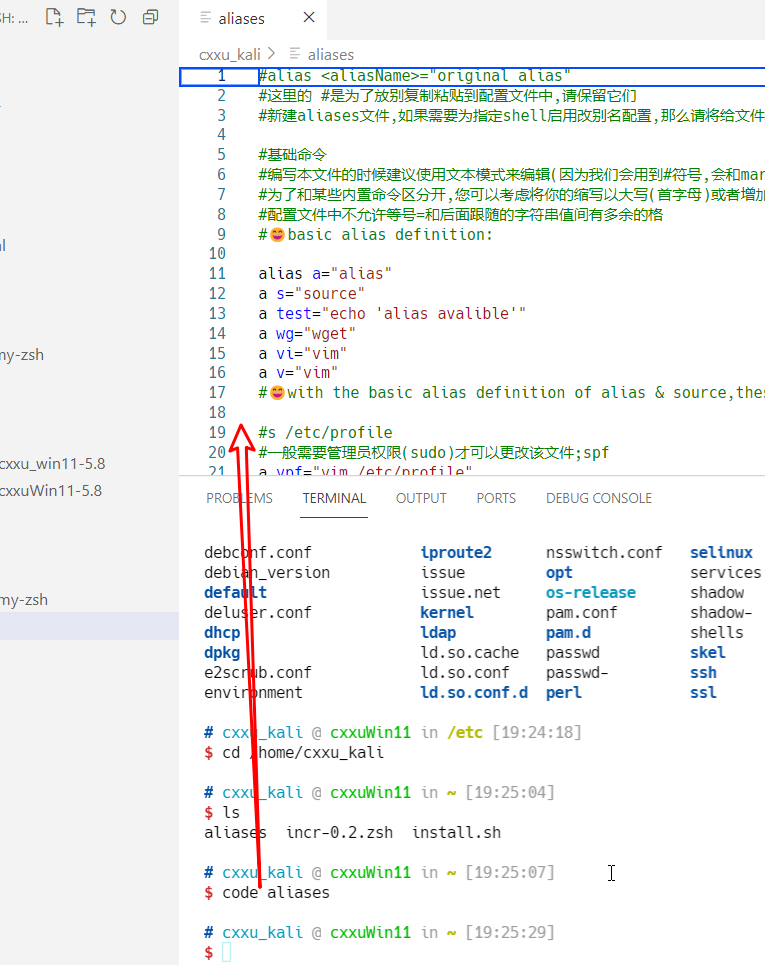 SH: ...
aliases
cxxu_kali > aliases
1 #alias <aliasName>="original alias"
2 #这里的 #是为了放别复制粘贴到配置文件中,请保留它们
3 #新建aliases文件,如果需要为指定shell启用改别名配置,那么请将给文件
4
5 #基础命令
6 #编写本文件的时候建议使用文本模式来编辑(因为我们会用到#符号,会和mar
7 #为了和某些内置命令区分开,您可以考虑将你的缩写以大写(首字母)或者增加
8 #配置文件中不允许等号=和后面跟随的字符串值间有多余的格
9 #😄basic alias definition:
10
11 alias a="alias"
12 a s="source"
13 a test="echo 'alias avalible'"
14 a wg="wget"
15 a vi="vim"
16 a v="vim"
17 #😄with the basic alias definition of alias & source,thes
18
19 #s /etc/profile
20 #一般需要管理员权限(sudo)才可以更改该文件;spf
21 a vpf="vim /etc/profile"
my-zsh
cxxu_win11-5.8
cxxuWin11-5.8
my-zsh
PROBLEMS TERMINAL OUTPUT PORTS DEBUG CONSOLE
debconf.conf iproute2 nsswitch.conf selinux
debian_version issue opt services
default issue.net os-release shadow
deluser.conf kernel pam.conf shadow-
dhcp ldap pam.d shells
dpkg ld.so.cache passwd skel
e2scrub.conf ld.so.conf passwd- ssh
environment ld.so.conf.d perl ssl
# cxxu_kali @ cxxuWin11 in /etc [19:24:18]
$ cd /home/cxxu_kali
# cxxu_kali @ cxxuWin11 in ~ [19:25:04]
$ ls
aliases incr-0.2.zsh install.sh
# cxxu_kali @ cxxuWin11 in ~ [19:25:07]
$ code aliases
# cxxu_kali @ cxxuWin11 in ~ [19:25:29]
$